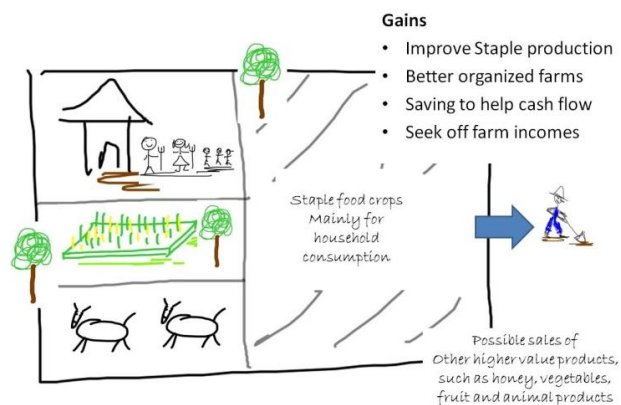 Gains
• Improve Staple production
• Better organized farms
• Saving to help cash flow
• Seek off farm incomes
Staple food crops
Mainly for
household
consumption
Possible sales of
Other higher value products,
such as honey, vegetables,
fruit and animal products